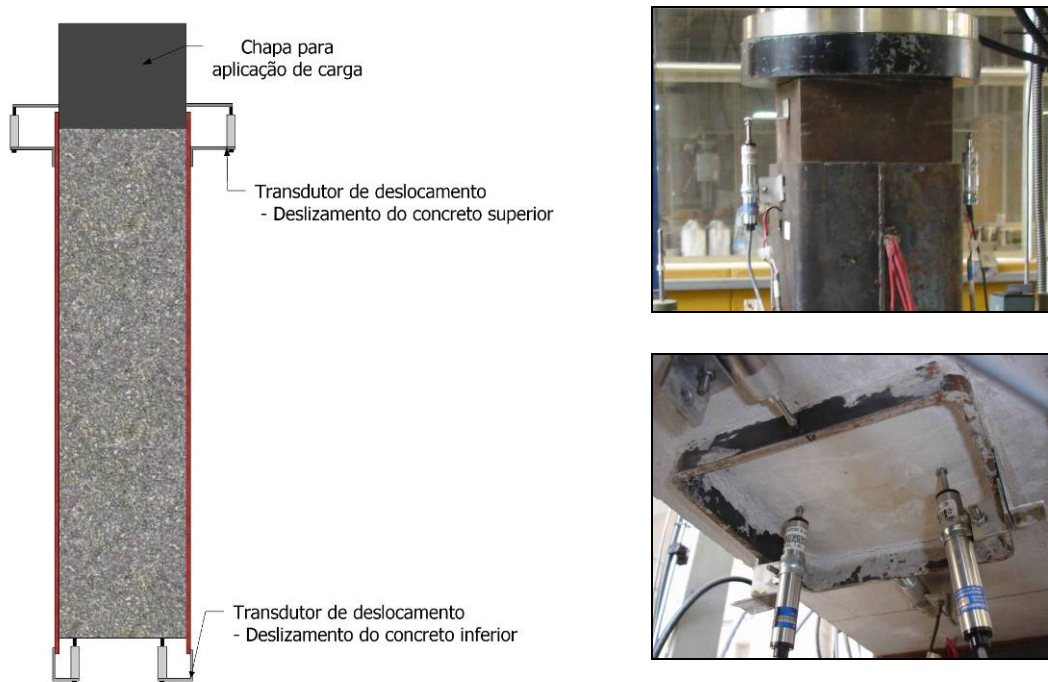 Chapa para
aplicação de carga
Transdutor de deslocamento
- Deslizamento do concreto superior
Transdutor de deslocamento
- Deslizamento do concreto inferior